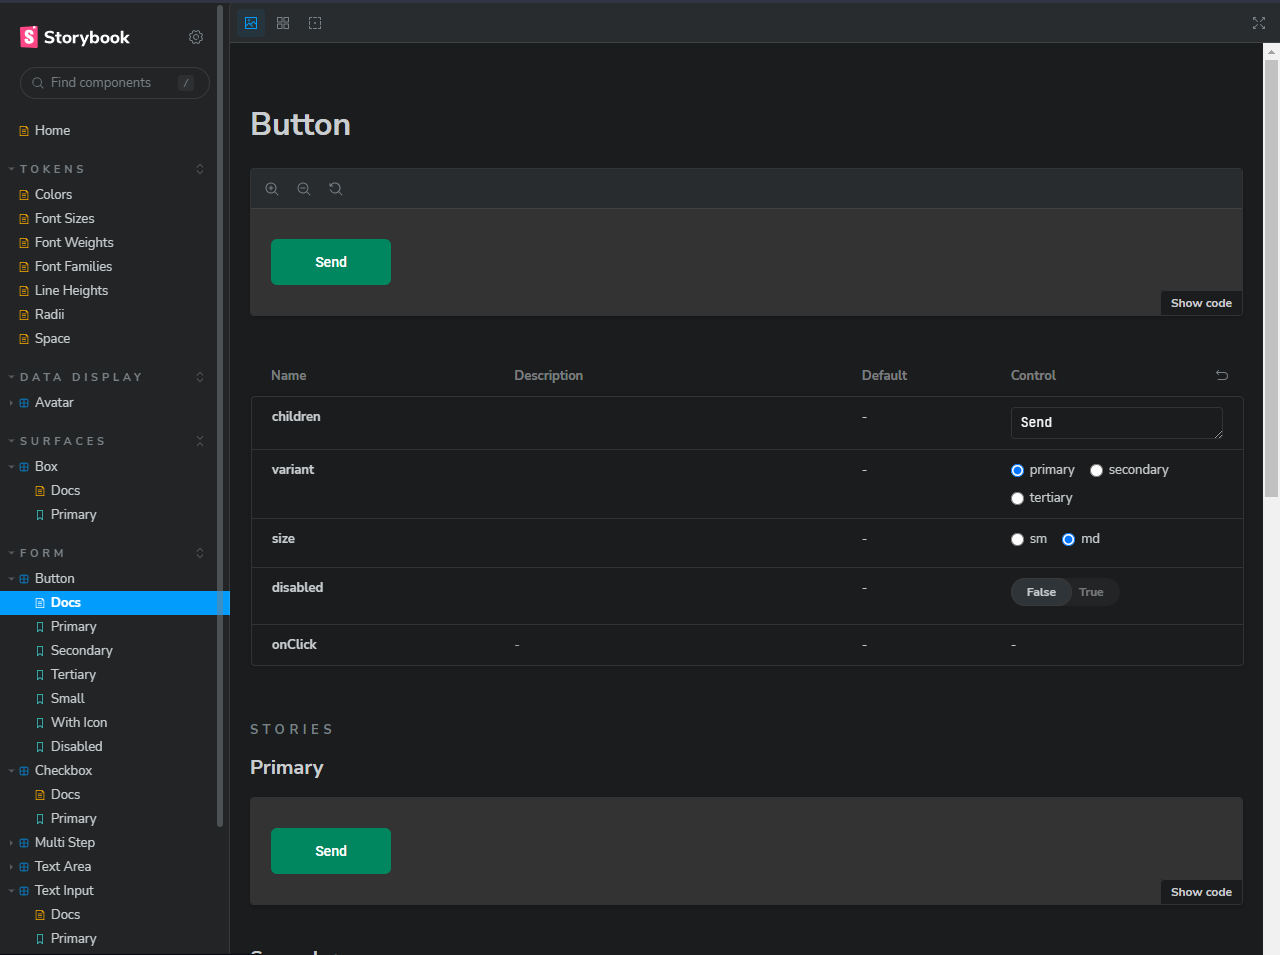 Storybook
Find components /
Home
TOKENS
Colors
Font Sizes
Font Weights
Font Families
Line Heights
Radii
Space
DATA DISPLAY
Avatar
SURFACES
Box
Docs
Primary
FORM
Button
Docs
Primary
Secondary
Tertiary
Small
With Icon
Disabled
Checkbox
Docs
Primary
Multi Step
Text Area
Text Input
Docs
Primary
Button
Send
Show code
Name Description Default Control
children - Send
variant - primary secondary
tertiary
size - sm md
disabled - False True
onClick - - -
STORIES
Primary
Send
Show code